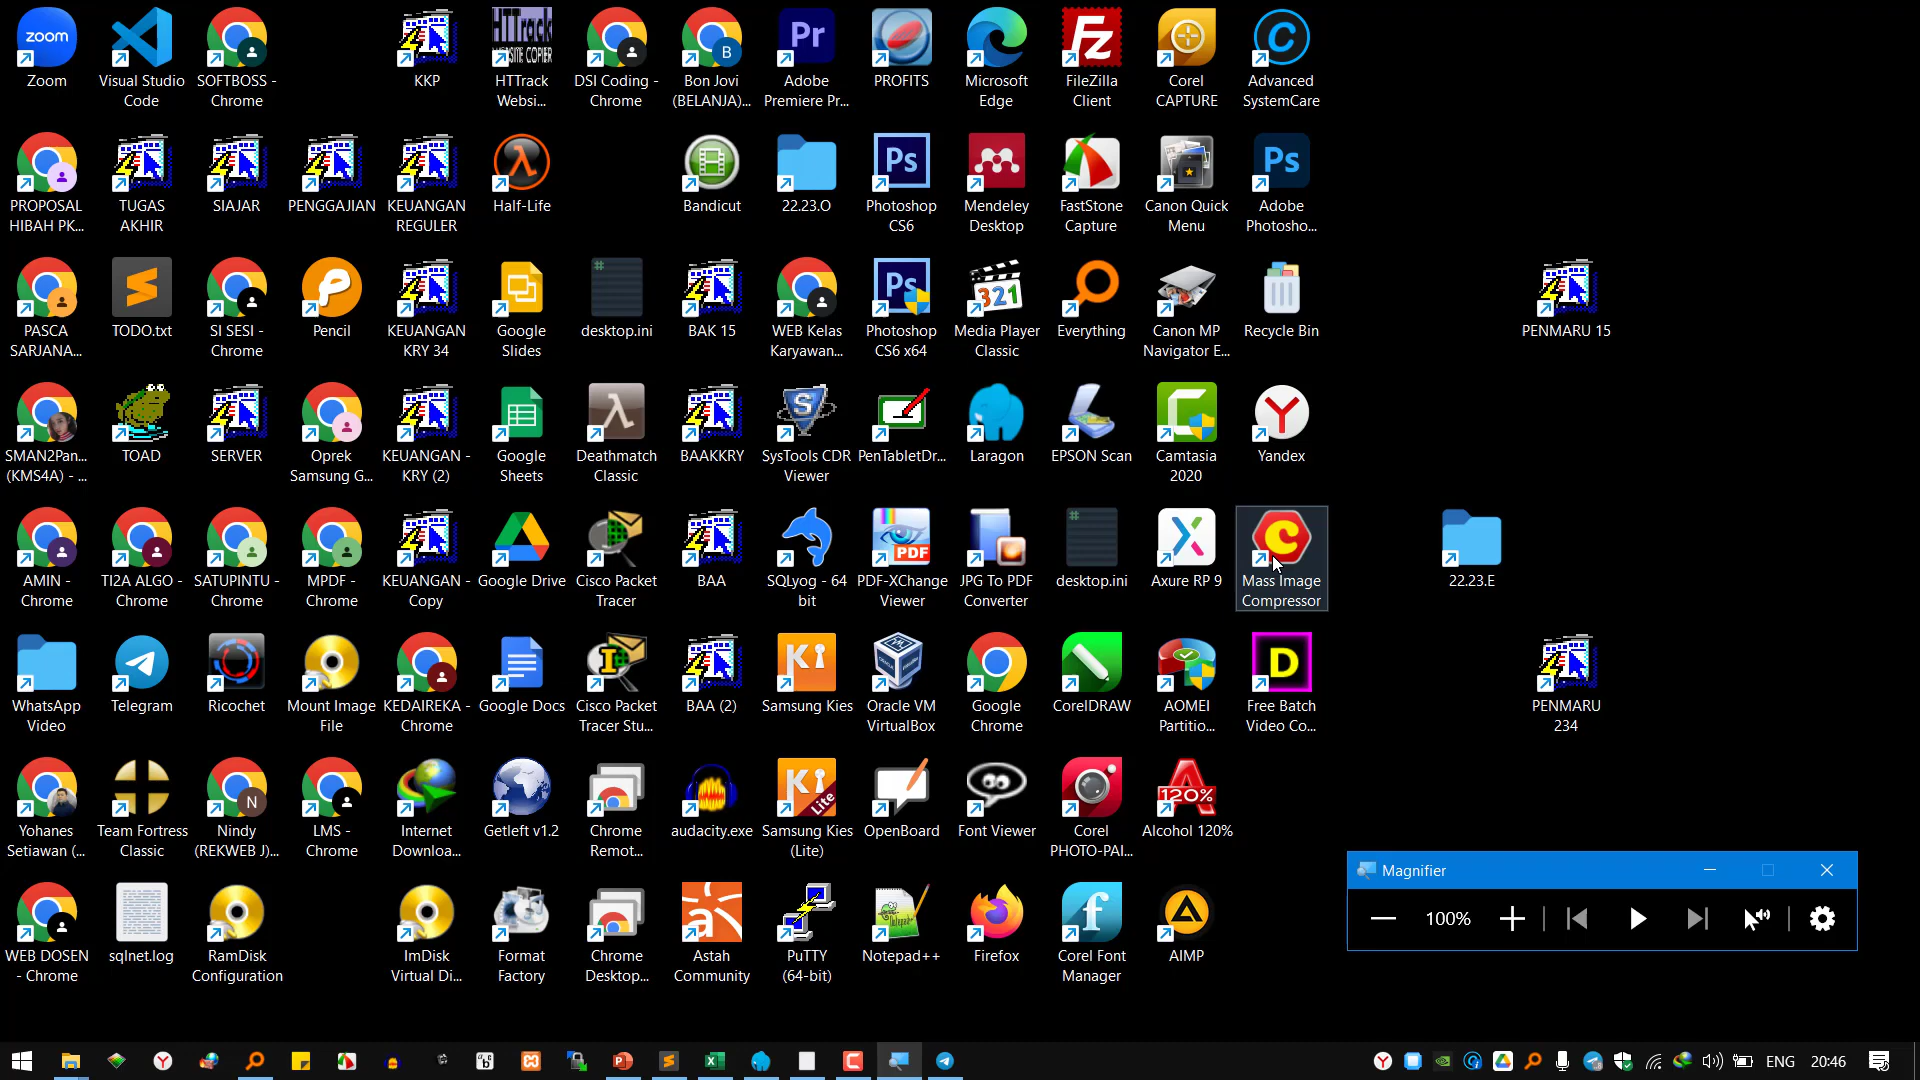 Zoom
Visual Studio
Code
SOFTBOSS -
Chrome
KKP
HTTrack
Websi...
DSI Coding -
Chrome
Bon Jovi
(BELANJA)...
Adobe
Premiere Pr...
PROFITS
Microsoft
Edge
FileZilla
Client
Corel
CAPTURE
Advanced
SystemCare
PROPOSAL
HIBAH PK...
TUGAS
AKHIR
SIAJAR
PENGGAJIAN
KEUANGAN
REGULER
Half-Life
Bandicut
22.23.O
Photoshop
CS6
Mendeley
Desktop
FastStone
Capture
Canon Quick
Menu
Adobe
Photosho...
PASCA
SARJANA...
TODO.txt
SI SESI -
Chrome
Pencil
KEUANGAN
KRY 34
Google
Slides
desktop.ini
BAK 15
WEB Kelas
Karyawan...
Photoshop
CS6 x64
Media Player
Classic
Everything
Canon MP
Navigator E...
Recycle Bin
PENMARU 15
SMAN2Pan...
(KMS4A) - ...
TOAD
SERVER
Oprek
Samsung G...
KEUANGAN -
KRY (2)
Google
Sheets
Deathmatch
Classic
BAAKKRY
SysTools CDR
Viewer
PenTabletDr...
Laragon
EPSON Scan
Camtasia
2020
Yandex
AMIN -
Chrome
TI2A ALGO -
Chrome
SATUPINTU -
Chrome
MPDF -
Chrome
KEUANGAN -
Copy
Google Drive
Cisco Packet
Tracer
BAA
SQLyog - 64
bit
PDF-XChange
Viewer
JPG To PDF
Converter
desktop.ini
Axure RP 9
Mass Image
Compressor
22.23.E
WhatsApp
Video
Telegram
Ricochet
Mount Image
File
KEDAIREKA -
Chrome
Google Docs
Cisco Packet
Tracer Stu...
BAA (2)
Samsung Kies
Oracle VM
VirtualBox
Google
Chrome
CorelDRAW
AOMEI
Partitio...
Free Batch
Video Co...
PENMARU
234
Yohanes
Setiawan (...
Team Fortress
Classic
Nindy
(REKWEB J)...
LMS -
Chrome
Internet
Downloa...
Getleft v1.2
Chrome
Remot...
audacity.exe
Samsung Kies
(Lite)
OpenBoard
Font Viewer
Corel
PHOTO-PAI...
Alcohol 120%
Magnifier
100%
WEB DOSEN
- Chrome
sqlnet.log
RamDisk
Configuration
ImDisk
Virtual Di...
Format
Factory
Chrome
Desktop...
Astah
Community
PuTTY
(64-bit)
Notepad++
Firefox
Corel Font
Manager
AIMP
ENG
20:46